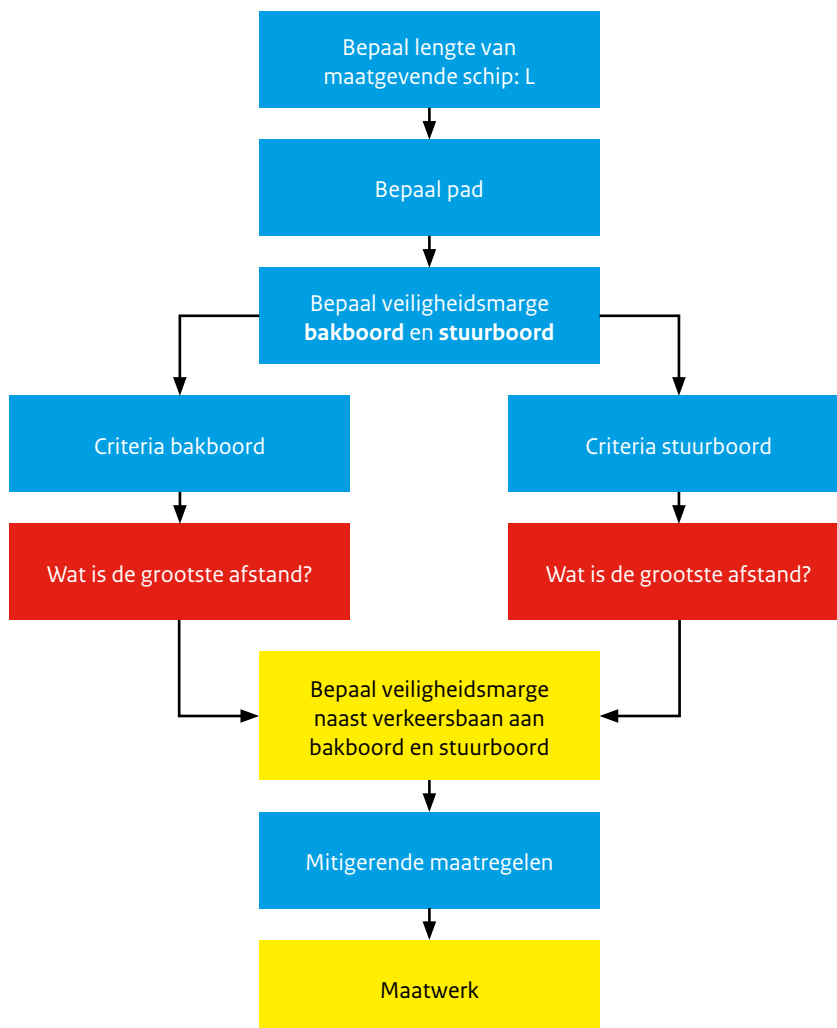 Bepaal lengte van
maatgevende schip: L
Bepaal pad
Bepaal veiligheidsmarge
bakboord en stuurboord
Criteria bakboord
Criteria stuurboord
Wat is de grootste afstand?
Wat is de grootste afstand?
Bepaal veiligheidsmarge
naast verkeersbaan aan
bakboord en stuurboord
Mitigerende maatregelen
Maatwerk